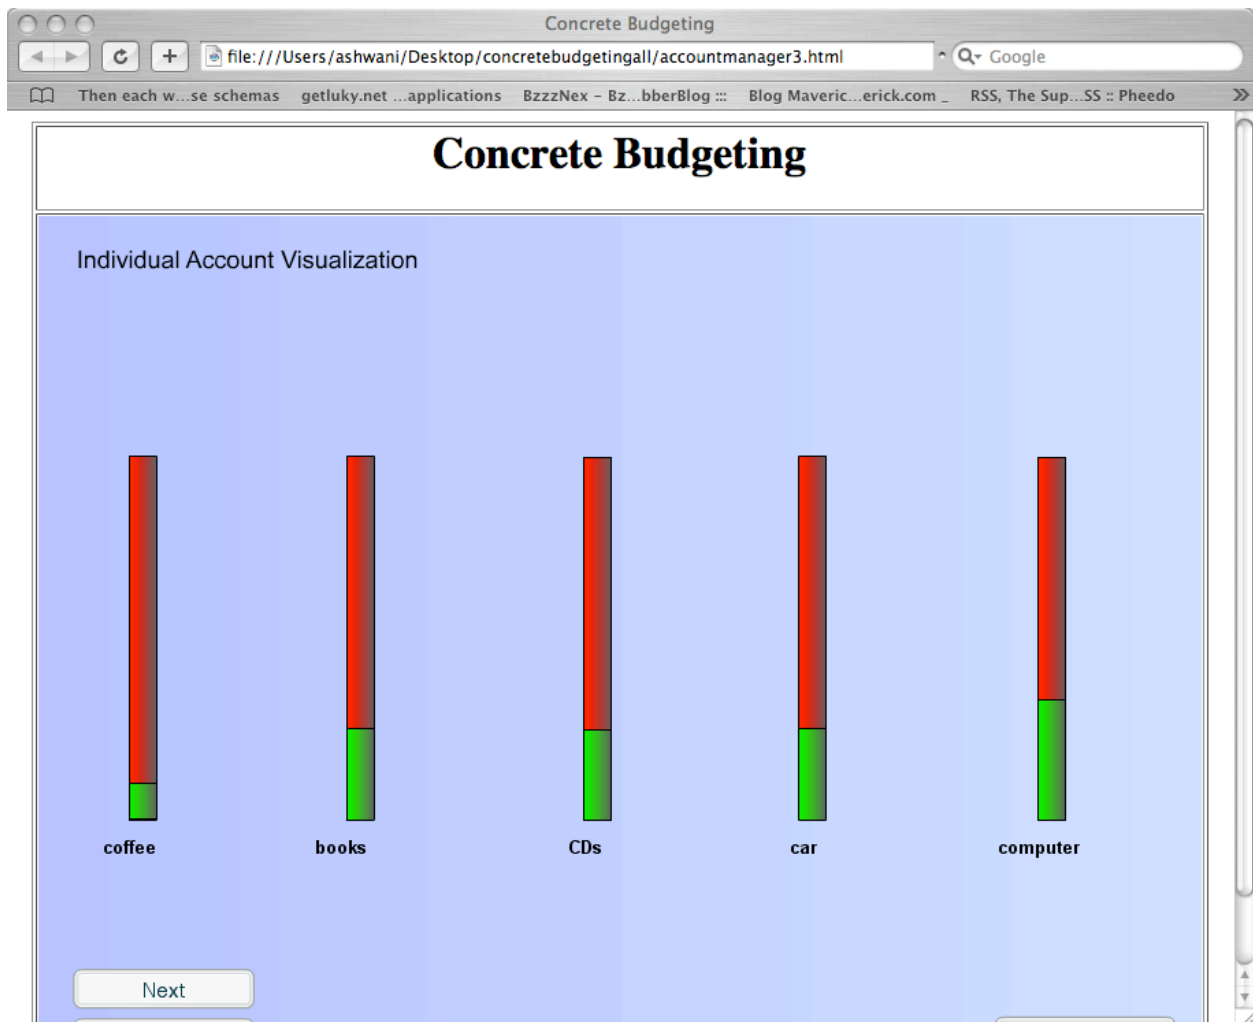 Concrete Budgeting
file:///Users/ashwani/Desktop/concretebudgetingall/accountmanager3.html
Google
Then each w...se schemas getluky.net ...applications BzzzNex – Bz...bberBlog ::: Blog Maveric...erick.com _ RSS, The Sup...SS :: Pheedo
Concrete Budgeting
Individual Account Visualization
coffee books CDs car computer
Next